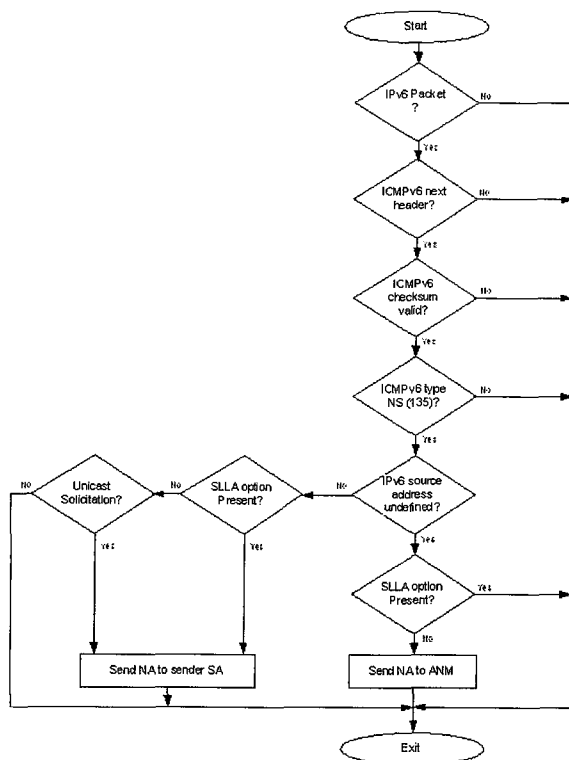 Start
IPv6 Packet
?
No
Yes
ICMPv6 next
header?
No
Yes
ICMPv6
checksum
valid?
No
Yes
ICMPv6 type
NS (135)?
No
Yes
IPv6 source
address
undefined?
No
Yes
SLLA option
Present?
No
Yes
Unicast
Solicitation?
No
Yes
SLLA option
Present?
Yes
No
Send NA to sender SA
Send NA to ANM
Exit